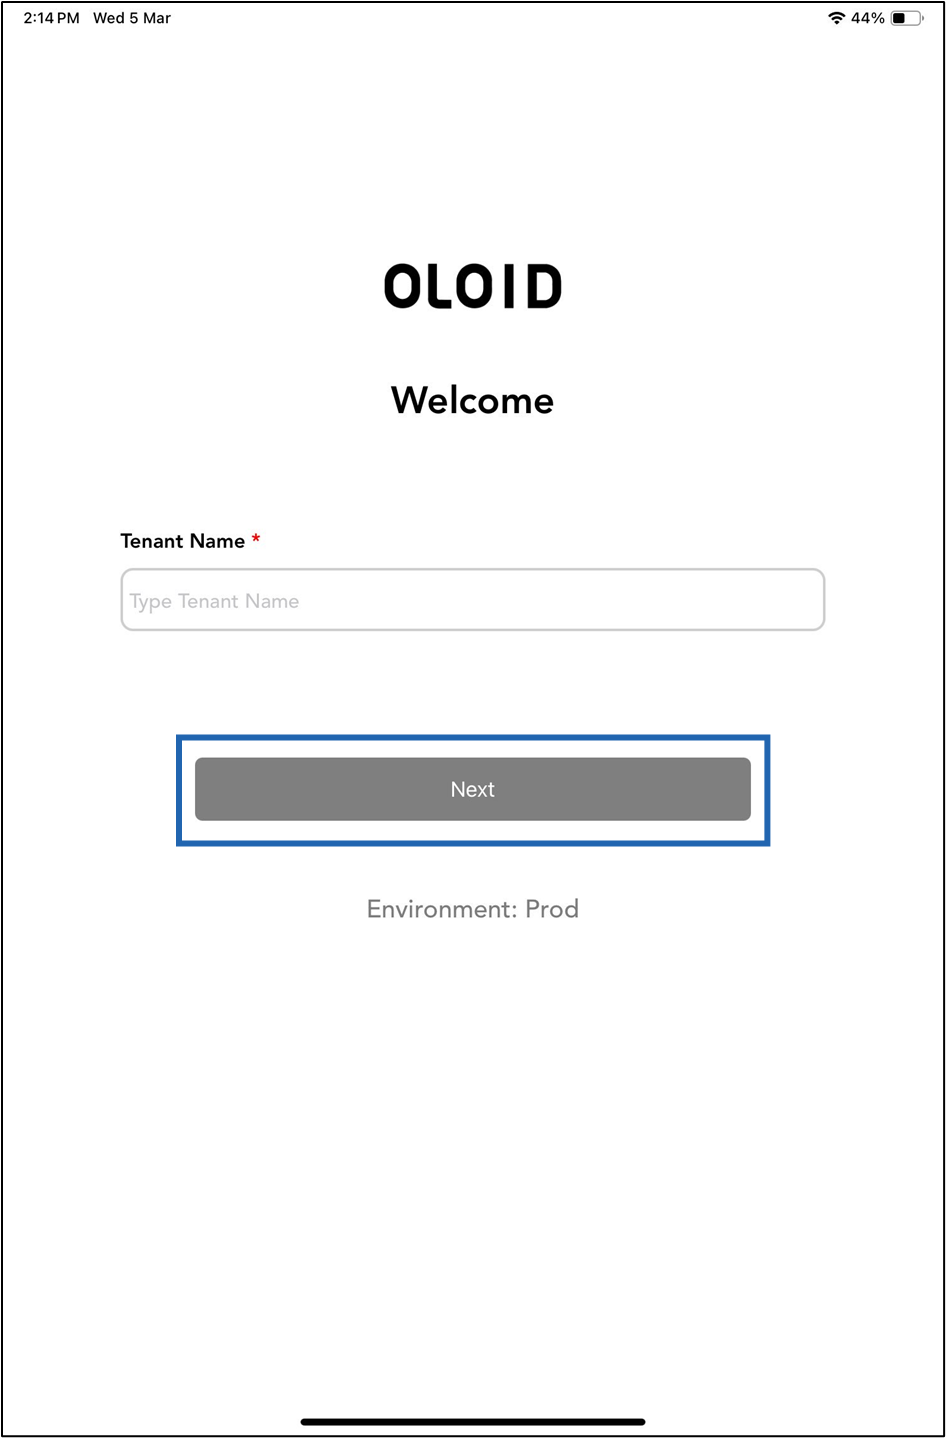 2:14 PM Wed 5 Mar 44%
OLOID
Welcome
Tenant Name *
Type Tenant Name
Next
Environment: Prod